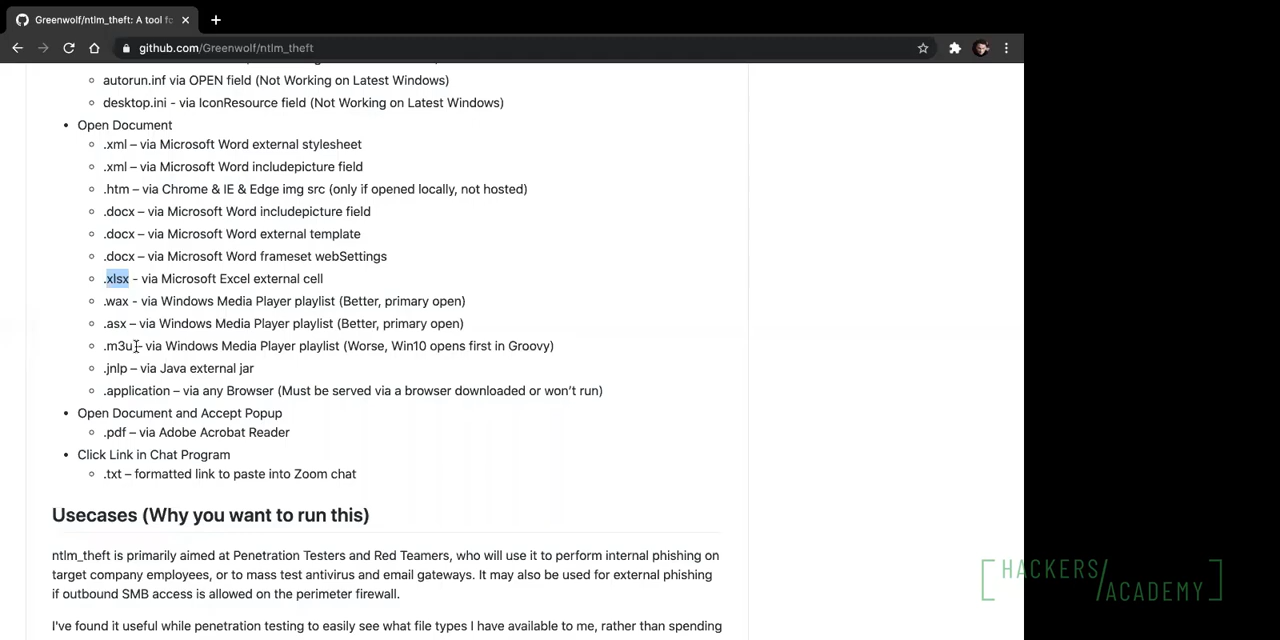 Greenwolf/ntlm_theft: A tool fo
github.com/Greenwolf/ntlm_theft
autorun.inf via OPEN field (Not Working on Latest Windows)
desktop.ini - via IconResource field (Not Working on Latest Windows)
Open Document
.xml – via Microsoft Word external stylesheet
.xml – via Microsoft Word includepicture field
.htm – via Chrome & IE & Edge img src (only if opened locally, not hosted)
.docx – via Microsoft Word includepicture field
.docx – via Microsoft Word external template
.docx – via Microsoft Word frameset webSettings
.xlsx - via Microsoft Excel external cell
.wax - via Windows Media Player playlist (Better, primary open)
.asx – via Windows Media Player playlist (Better, primary open)
.m3u – via Windows Media Player playlist (Worse, Win10 opens first in Groovy)
.jnlp – via Java external jar
.application – via any Browser (Must be served via a browser downloaded or won’t run)
Open Document and Accept Popup
.pdf – via Adobe Acrobat Reader
Click Link in Chat Program
.txt – formatted link to paste into Zoom chat
Usecases (Why you want to run this)
ntlm_theft is primarily aimed at Penetration Testers and Red Teamers, who will use it to perform internal phishing on
target company employees, or to mass test antivirus and email gateways. It may also be used for external phishing
if outbound SMB access is allowed on the perimeter firewall.
I've found it useful while penetration testing to easily see what file types I have available to me, rather than spending
[HACKERS/
ACADEMY]